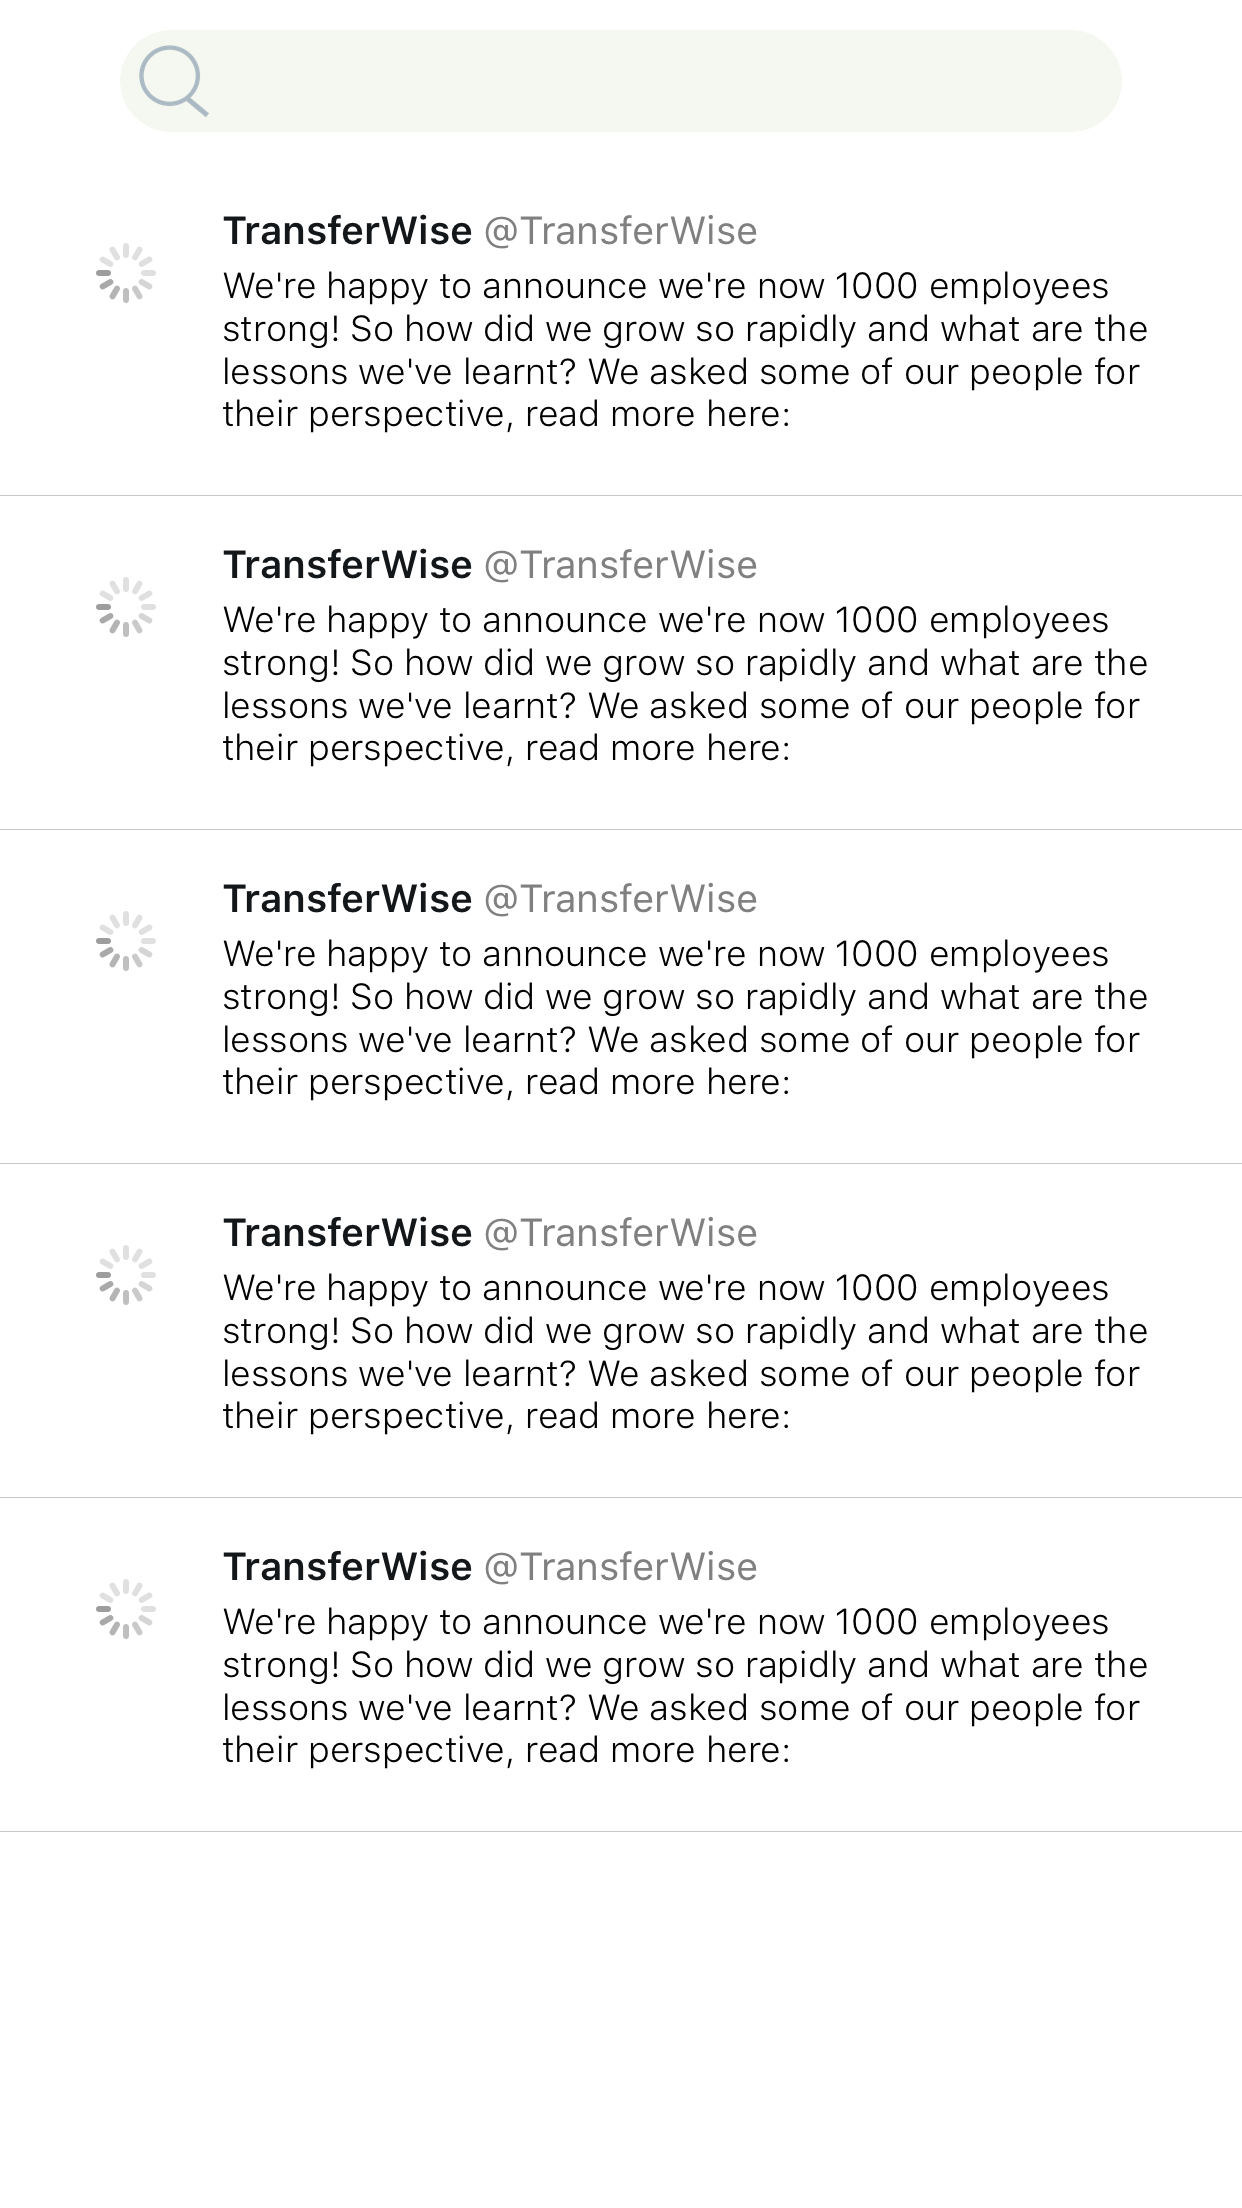 TransferWise @TransferWise
We're happy to announce we're now 1000 employees
strong! So how did we grow so rapidly and what are the
lessons we've learnt? We asked some of our people for
their perspective, read more here:
TransferWise @TransferWise
We're happy to announce we're now 1000 employees
strong! So how did we grow so rapidly and what are the
lessons we've learnt? We asked some of our people for
their perspective, read more here:
TransferWise @TransferWise
We're happy to announce we're now 1000 employees
strong! So how did we grow so rapidly and what are the
lessons we've learnt? We asked some of our people for
their perspective, read more here:
TransferWise @TransferWise
We're happy to announce we're now 1000 employees
strong! So how did we grow so rapidly and what are the
lessons we've learnt? We asked some of our people for
their perspective, read more here:
TransferWise @TransferWise
We're happy to announce we're now 1000 employees
strong! So how did we grow so rapidly and what are the
lessons we've learnt? We asked some of our people for
their perspective, read more here: